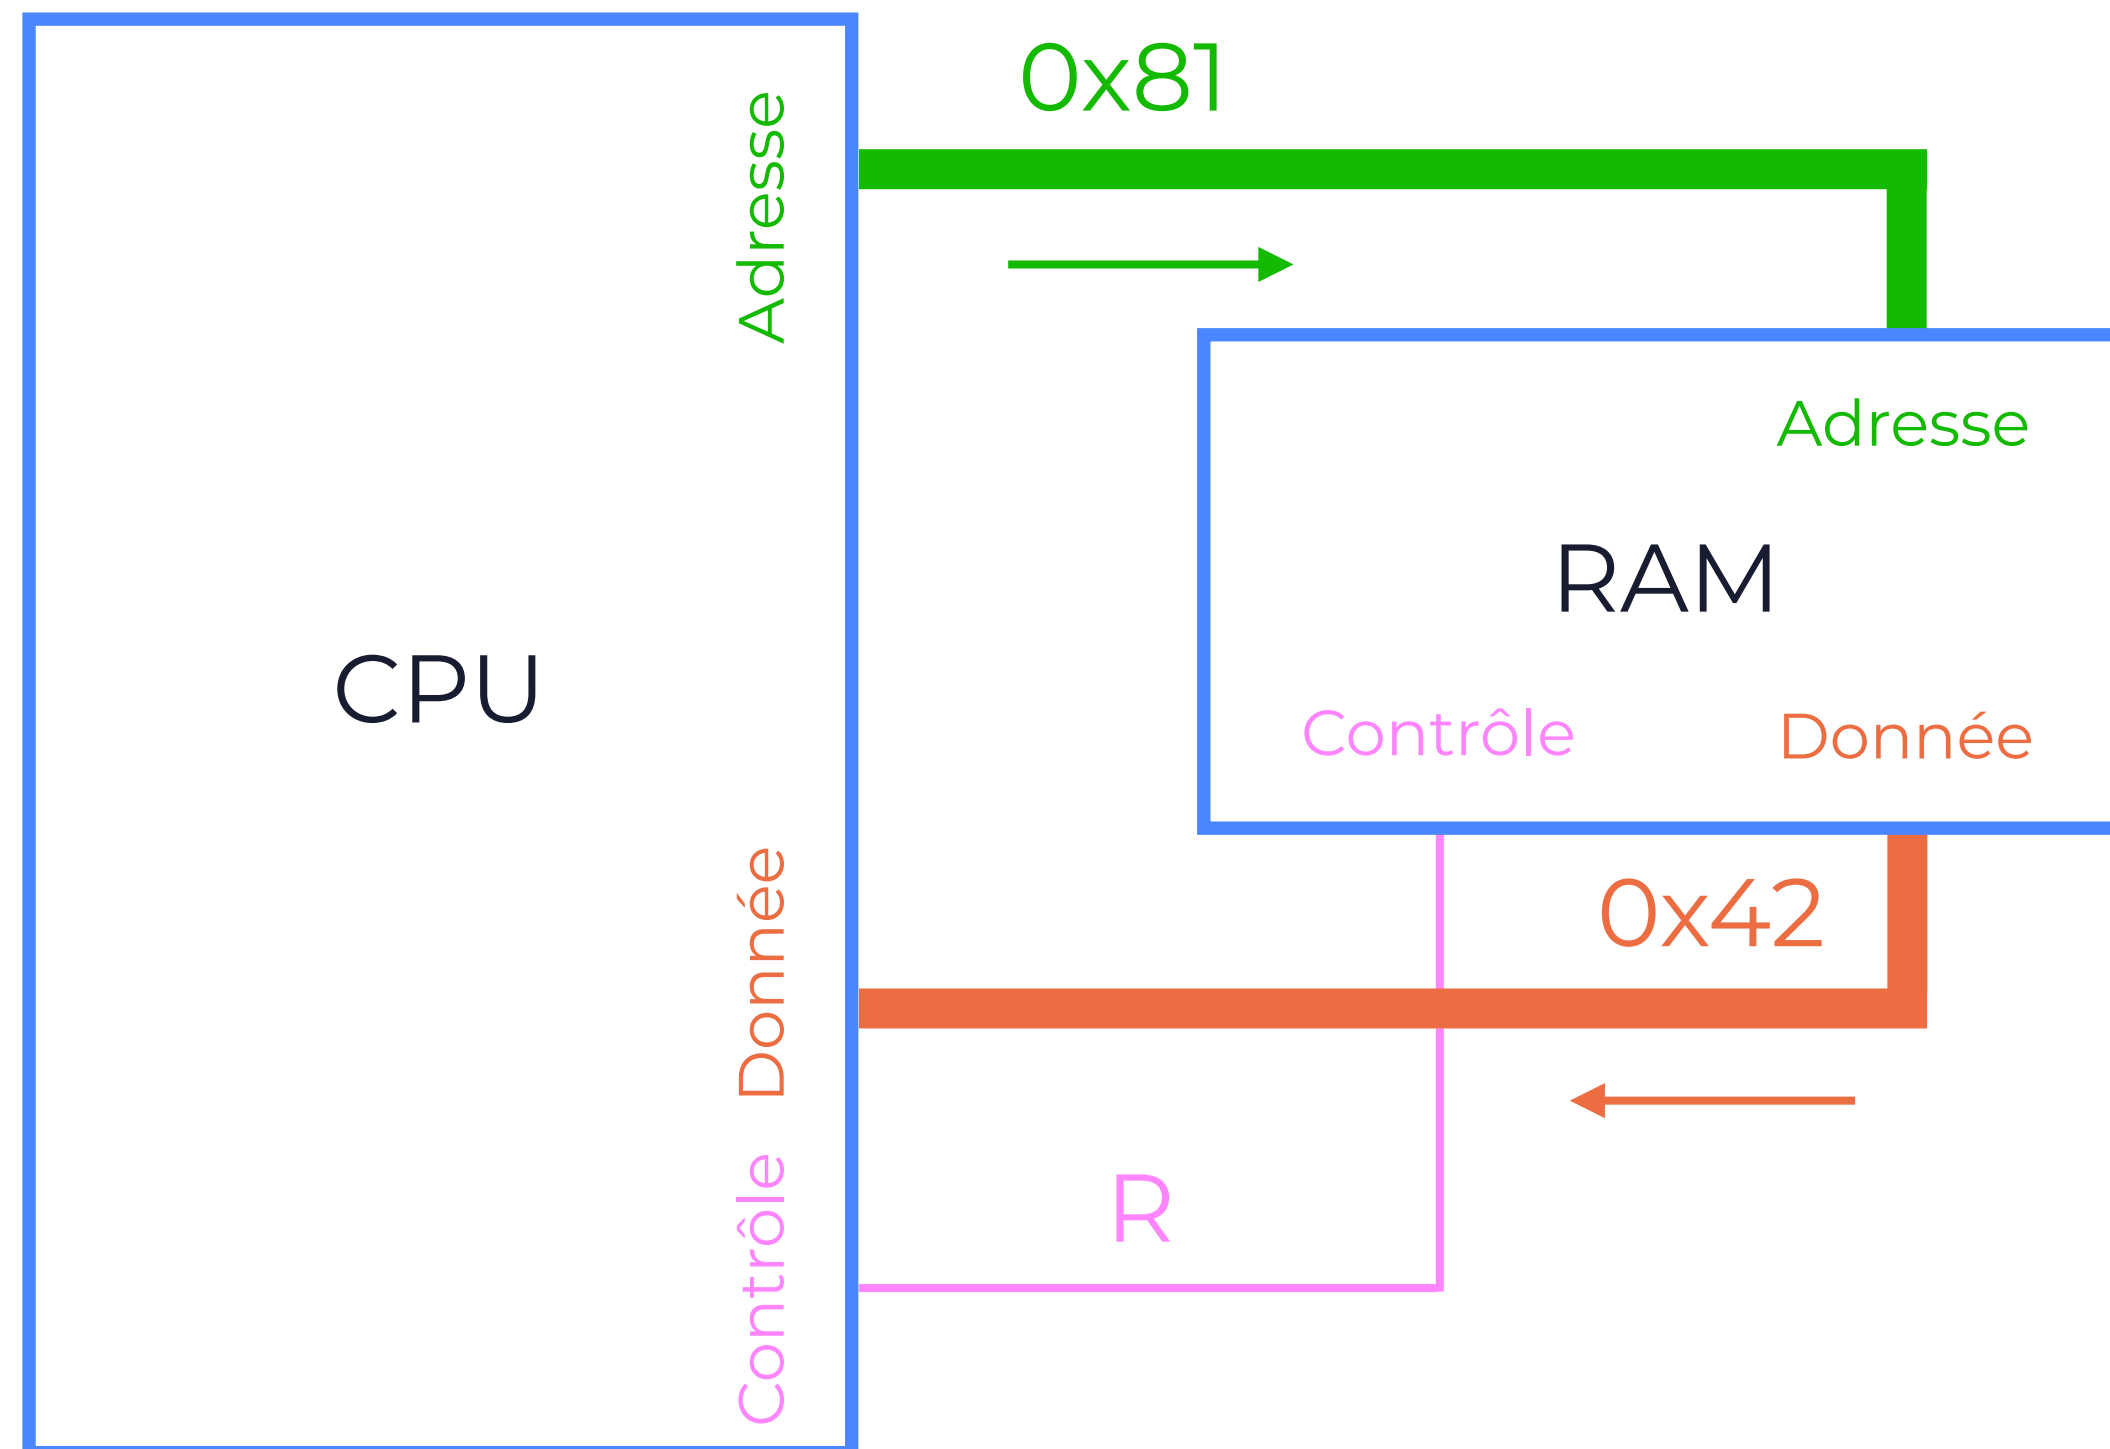 0x81
Adresse
Adresse
RAM
CPU
Contrôle
Donnée
0x42
Donnée
R
Contrôle